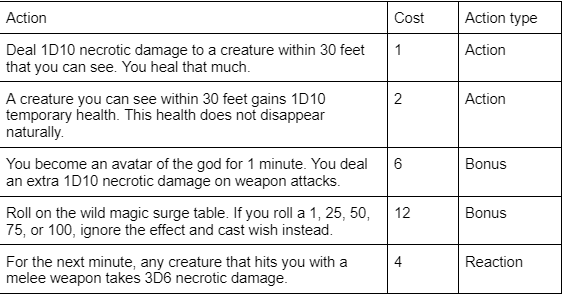 Action Cost Action type
Deal 1D10 necrotic damage to a creature within 30 feet 1 Action
that you can see. You heal that much.
A creature you can see within 30 feet gains 1D10 2 Action
temporary health. This health does not disappear
naturally.
You become an avatar of the god for 1 minute. You deal 6 Bonus
an extra 1D10 necrotic damage on weapon attacks.
Roll on the wild magic surge table. If you roll a 1, 25, 50, 12 Bonus
75, or 100, ignore the effect and cast wish instead.
For the next minute, any creature that hits you with a 4 Reaction
melee weapon takes 3D6 necrotic damage.